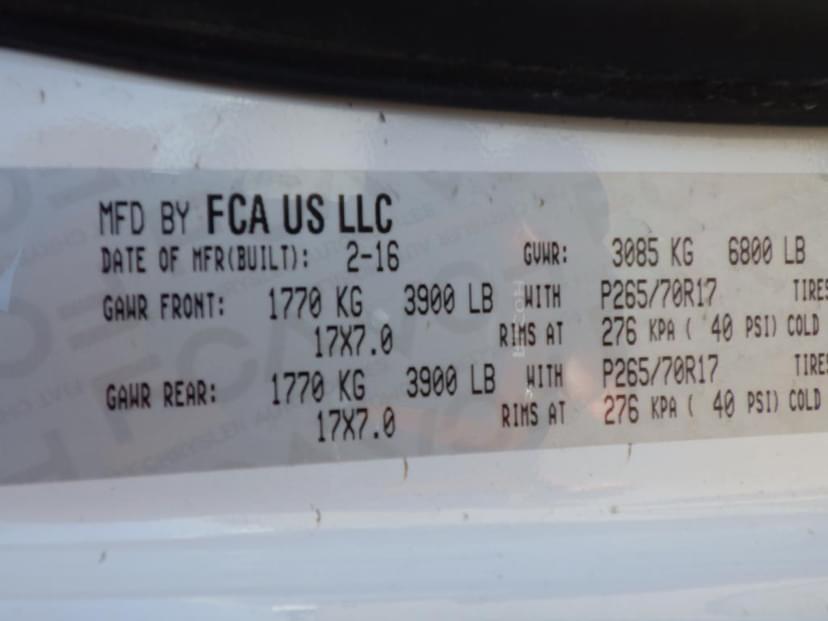 MFD BY FCA US LLC
DATE OF MFR(BUILT): 2-16 GVWR: 3085 KG 6800 LB
GAWR FRONT: 1770 KG 3900 LB WITH P265/70R17 TIRES
17X7.0 RIMS AT 276 KPA ( 40 PSI) COLD
GAWR REAR: 1770 KG 3900 LB WITH P265/70R17 TIRES
17X7.0 RIMS AT 276 KPA ( 40 PSI) COLD